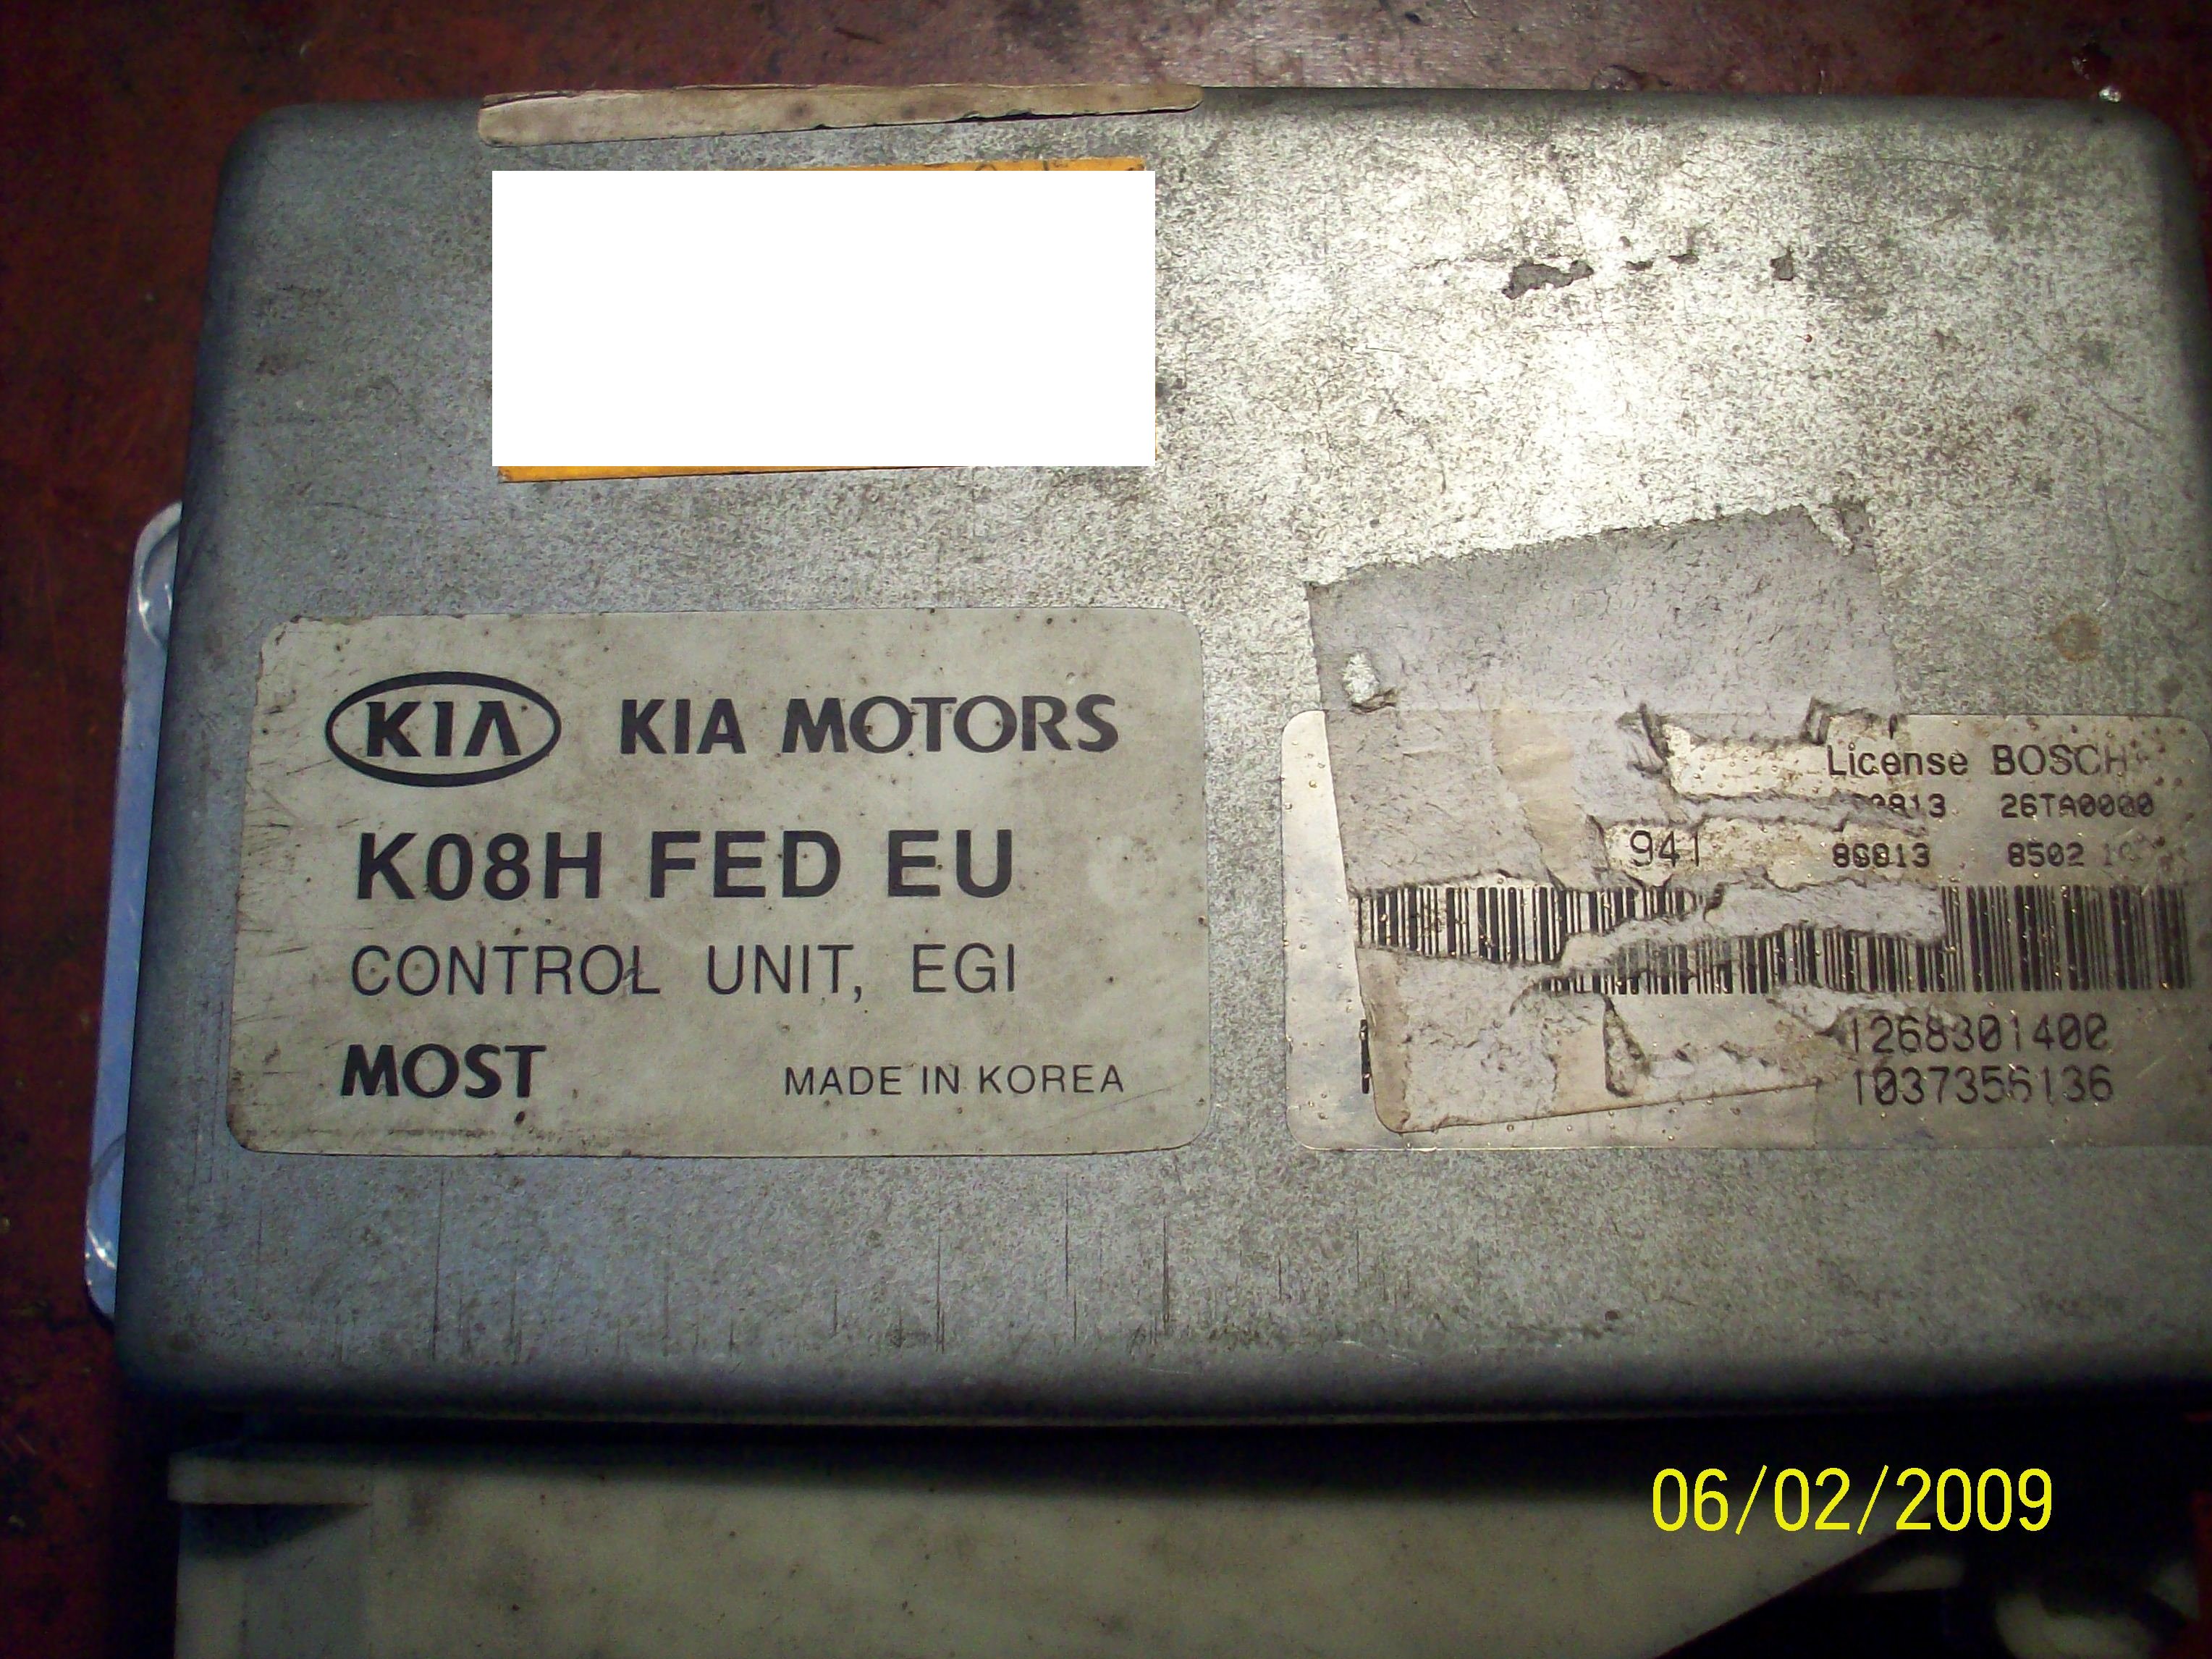 KIA KIA MOTORS
K08H FED EU
CONTROL UNIT, EGI
MOST MADE IN KOREA
License BOSCH
26TA0000
941 8502
1268301400
1037356136
06/02/2009